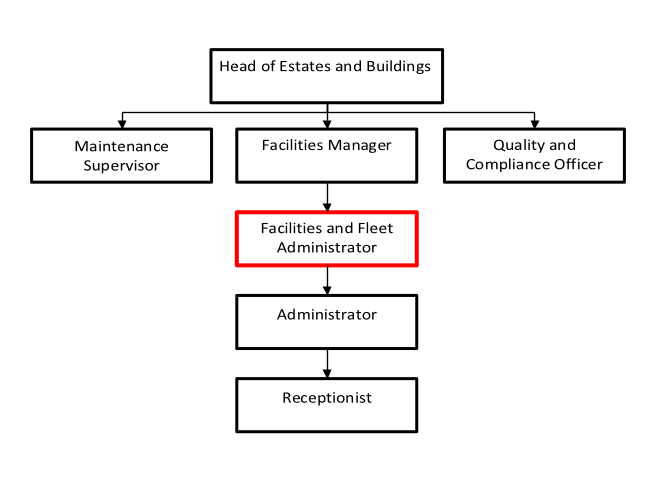 Head of Estates and Buildings
Maintenance
Supervisor
Facilities Manager
Quality and
Compliance Officer
Facilities and Fleet
Administrator
Administrator
Receptionist